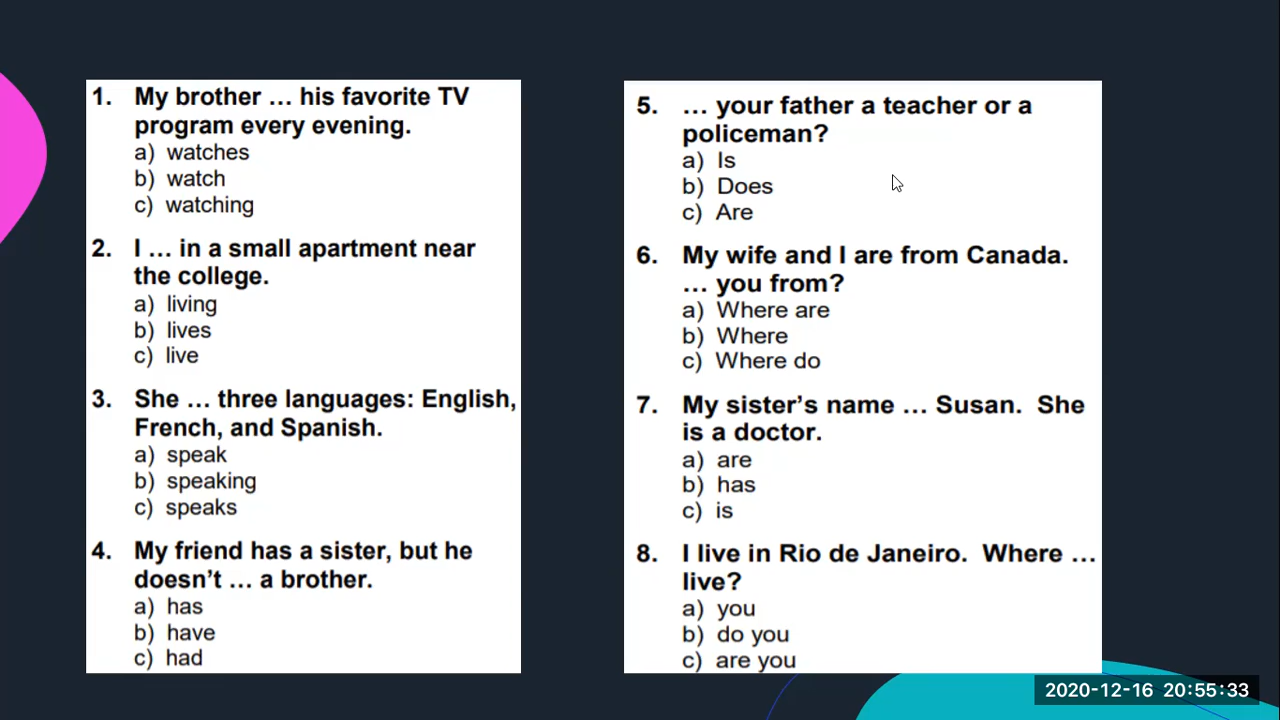 1. My brother … his favorite TV
program every evening.
a) watches
b) watch
c) watching
2. I … in a small apartment near
the college.
a) living
b) lives
c) live
3. She … three languages: English,
French, and Spanish.
a) speak
b) speaking
c) speaks
4. My friend has a sister, but he
doesn’t … a brother.
a) has
b) have
c) had
5. … your father a teacher or a
policeman?
a) Is
b) Does
c) Are
6. My wife and I are from Canada.
… you from?
a) Where are
b) Where
c) Where do
7. My sister’s name … Susan. She
is a doctor.
a) are
b) has
c) is
8. I live in Rio de Janeiro. Where …
live?
a) you
b) do you
c) are you
2020-12-16 20:55:33